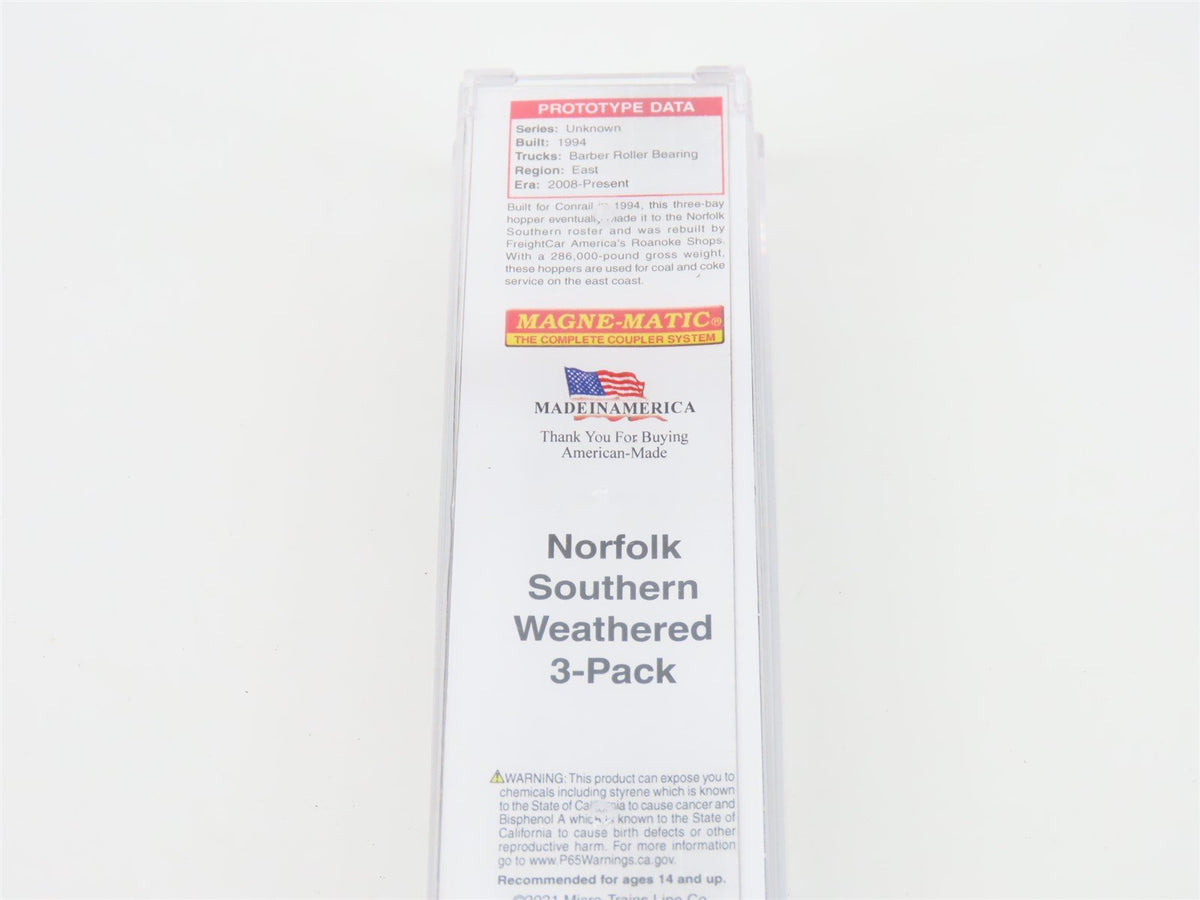 PROTOTYPE DATA
Series: Unknown
Built: 1994
Trucks: Barber Roller Bearing
Region: East
Era: 2008-Present
Built for Conrail 1994, this three-bay
hopper eventually made it to the Norfolk
Southern roster and was rebuilt by
FreightCar America's Roanoke Shops.
With a 286,000-pound gross weight,
these hoppers are used for coal and coke
service on the east coast.
MAGNE-MATIC®
THE COMPLETE COUPLER SYSTEM
MADEINAMERICA
Thank You For Buying
American-Made
Norfolk
Southern
Weathered
3-Pack
WARNING: This product can expose you to
chemicals including styrene which is known
to the State of California to cause cancer and
Bisphenol A which is known to the State of
California to cause birth defects or other
reproductive harm. For more information
go to www.P65Warnings.ca.gov.
Recommended for ages 14 and up.
©2021 Micro-Trains Line Co.